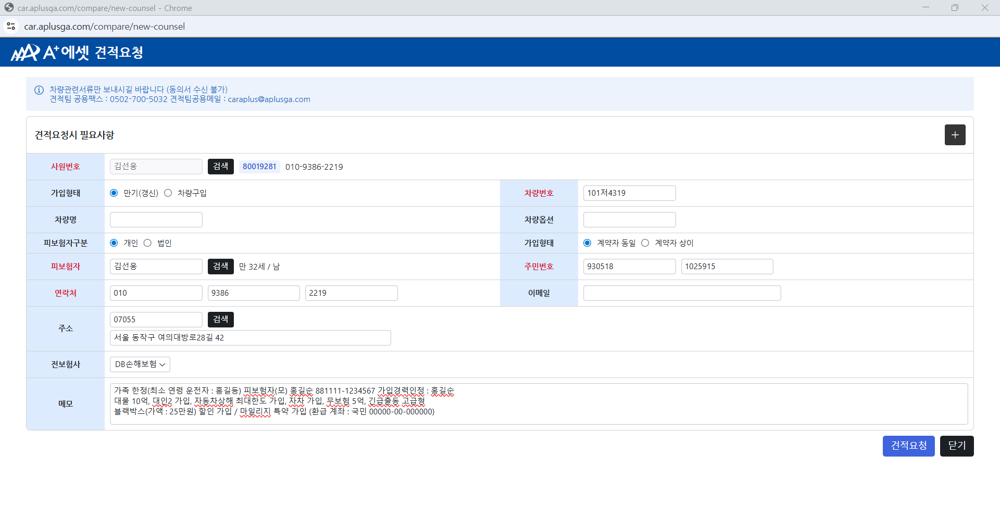 car.aplusga.com/compare/new-counsel - Chrome
car.aplusga.com/compare/new-counsel
A+에셋 견적요청
차량관련서류만 보내시길 바랍니다 (동의서 수신 불가)
견적팀 공용팩스 : 0502-700-5032 견적팀공용메일 : caraplus@aplusga.com
견적요청시 필요사항
사원번호 김선웅 검색 80019281 010-9386-2219
가입형태 만기(갱신) 차량구입 차량번호 101저4319
차량명 차량옵션
피보험자구분 개인 법인 가입형태 계약자 동일 계약자 상이
피보험자 김선웅 검색 만 32세 / 남 주민번호 930518 1025915
연락처 010 9386 2219 이메일
주소 07055 검색
서울 동작구 여의대방로28길 42
전보험사 DB손해보험
메모
가족 한정(최소 연령 운전자 : 홍길동) 피보험자(모) 홍길순 881111-1234567 가입경력인정 : 홍길순
대물 10억, 대인2 가입, 자동차상해 최대한도 가입, 자차 가입, 무보험 5억, 긴급출동 고급형
블랙박스(가액 : 25만원) 할인 가입 / 마일리지 특약 가입 (환급 계좌 : 국민 00000-00-000000)
견적요청 닫기